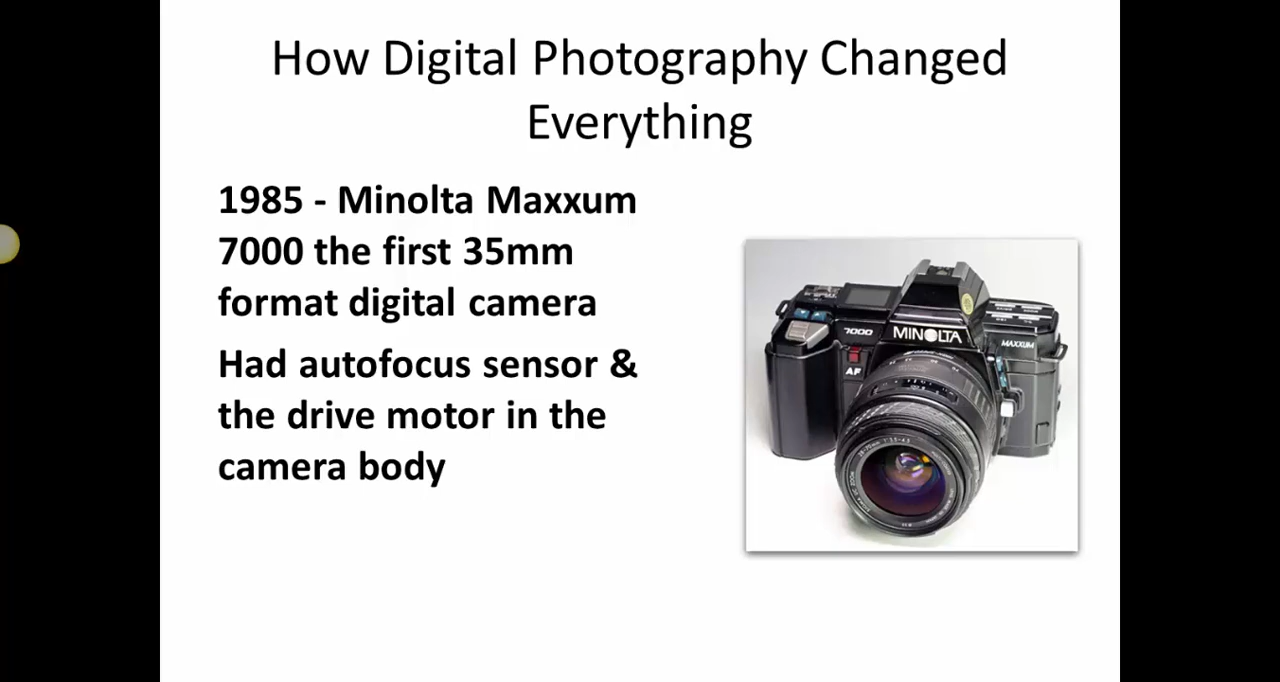 How Digital Photography Changed
Everything
1985 - Minolta Maxxum
7000 the first 35mm
format digital camera
Had autofocus sensor &
the drive motor in the
camera body
7000
MINOLTA
MAXXUM
AF